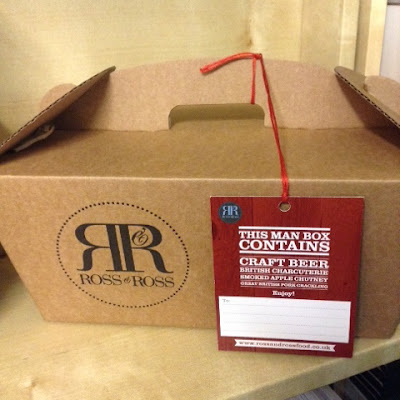 RR
ROSS & ROSS
RR
THIS MAN BOX
CONTAINS
CRAFT BEER
BRITISH CHARCUTERIE
SMOKED APPLE CHUTNEY
GREAT BRITISH PORK CRACKLING
Enjoy!
To
www.rossandrossfood.co.uk